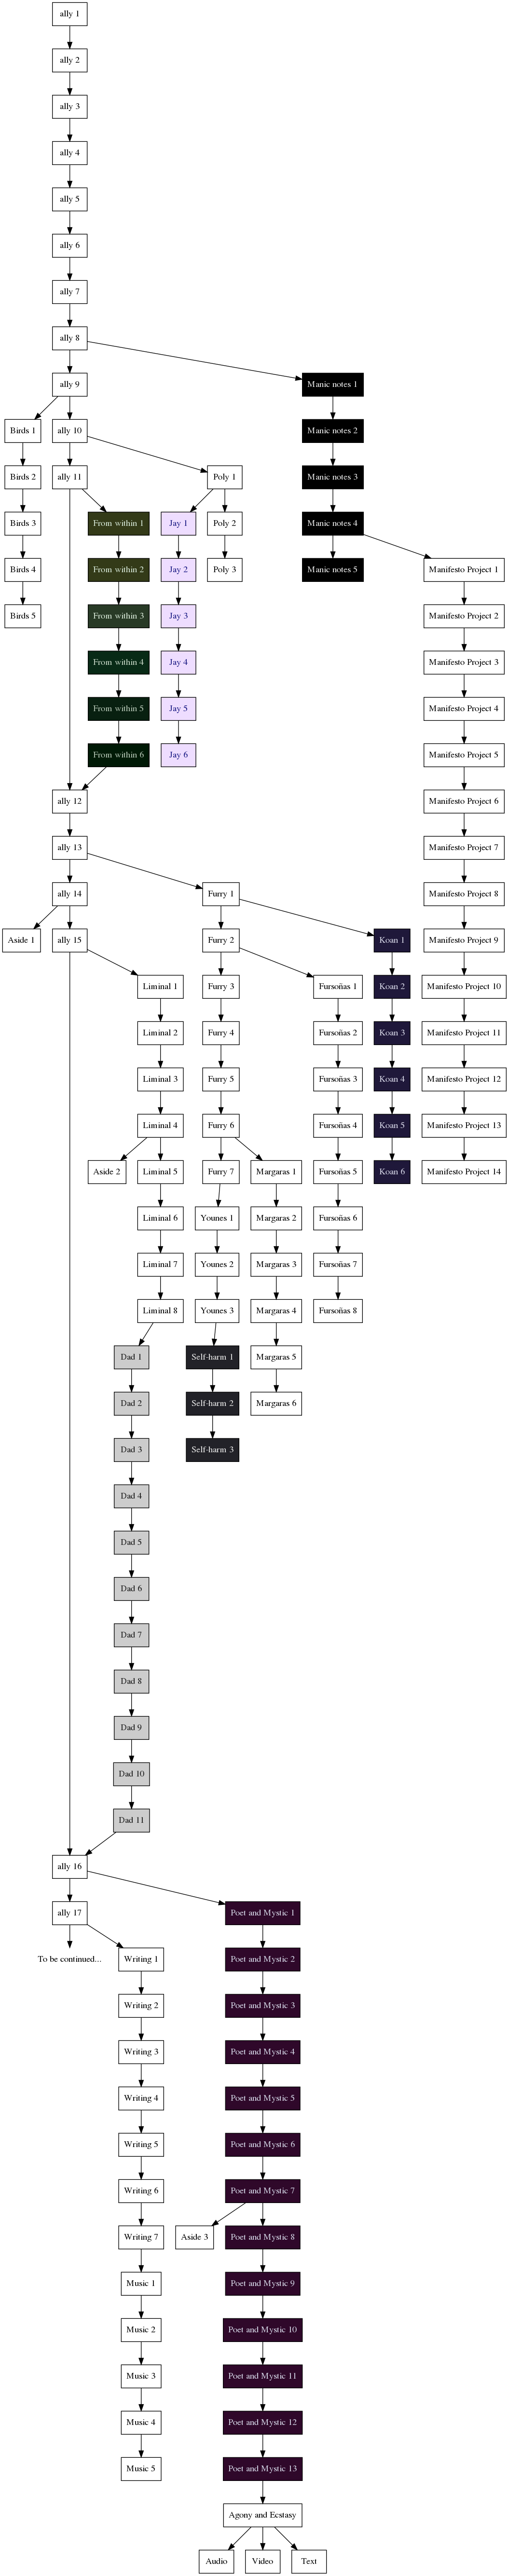 ally 1
ally 2
ally 3
ally 4
ally 5
ally 6
ally 7
ally 8
ally 9
Manic notes 1
Birds 1
ally 10
Manic notes 2
Birds 2
ally 11
Poly 1
Manic notes 3
Birds 3
From within 1
Jay 1
Poly 2
Manic notes 4
Birds 4
From within 2
Jay 2
Poly 3
Manic notes 5
Manifesto Project 1
Birds 5
From within 3
Jay 3
Manifesto Project 2
From within 4
Jay 4
Manifesto Project 3
From within 5
Jay 5
Manifesto Project 4
From within 6
Jay 6
Manifesto Project 5
ally 12
Manifesto Project 6
ally 13
Manifesto Project 7
ally 14
Furry 1
Manifesto Project 8
Aside 1
ally 15
Furry 2
Koan 1
Manifesto Project 9
Liminal 1
Furry 3
Fursoñas 1
Koan 2
Manifesto Project 10
Liminal 2
Furry 4
Fursoñas 2
Koan 3
Manifesto Project 11
Liminal 3
Furry 5
Fursoñas 3
Koan 4
Manifesto Project 12
Liminal 4
Furry 6
Fursoñas 4
Koan 5
Manifesto Project 13
Aside 2
Liminal 5
Furry 7
Margaras 1
Fursoñas 5
Koan 6
Manifesto Project 14
Liminal 6
Younes 1
Margaras 2
Fursoñas 6
Liminal 7
Younes 2
Margaras 3
Fursoñas 7
Liminal 8
Younes 3
Margaras 4
Fursoñas 8
Dad 1
Self-harm 1
Margaras 5
Dad 2
Self-harm 2
Margaras 6
Dad 3
Self-harm 3
Dad 4
Dad 5
Dad 6
Dad 7
Dad 8
Dad 9
Dad 10
Dad 11
ally 16
ally 17
Poet and Mystic 1
To be continued...
Writing 1
Poet and Mystic 2
Writing 2
Poet and Mystic 3
Writing 3
Poet and Mystic 4
Writing 4
Poet and Mystic 5
Writing 5
Poet and Mystic 6
Writing 6
Poet and Mystic 7
Writing 7
Aside 3
Poet and Mystic 8
Music 1
Poet and Mystic 9
Music 2
Poet and Mystic 10
Music 3
Poet and Mystic 11
Music 4
Poet and Mystic 12
Music 5
Poet and Mystic 13
Agony and Ecstasy
Audio
Video
Text